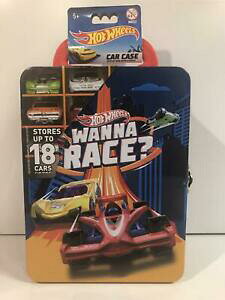 5+
Hot Wheels
CAR CASE
Hot Wheels
WANNA
RACE?
STORES
UP TO
18
CARS